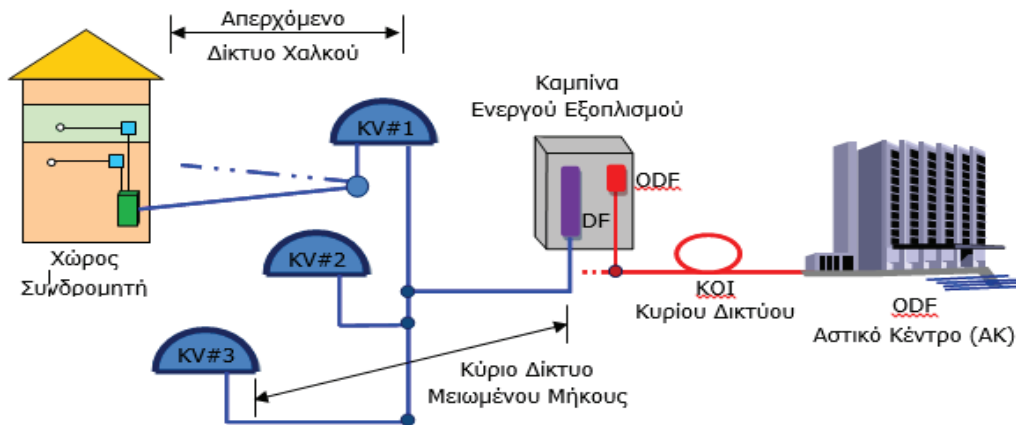 Απερχόμενο
Δίκτυο Χαλκού
Καμπίνα
Ενεργού Εξοπλισμού
KV#1
ODF
DF
Χώρος
Συνδρομητή
KV#2
ΚΟΙ
Κυρίου Δικτύου
ODF
Αστικό Κέντρο (ΑΚ)
KV#3
Κύριο Δίκτυο
Μειωμένου Μήκους